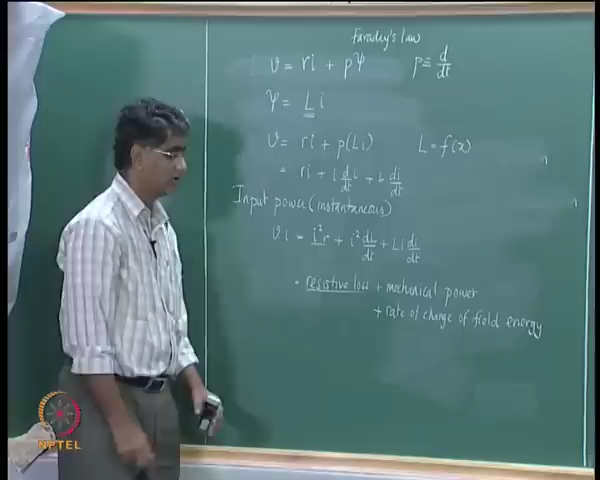 Faraday's law
v = ri + pΨ p ≡ d/dt
Ψ = Li
v = ri + p(Li) L = f(x)
= ri + i d/dt L + L di/dt
Input power (instantaneous)
vi = i²r + i² dL/dt + Li di/dt
= resistive loss + mechanical power
+ rate of change of field energy
NPTEL